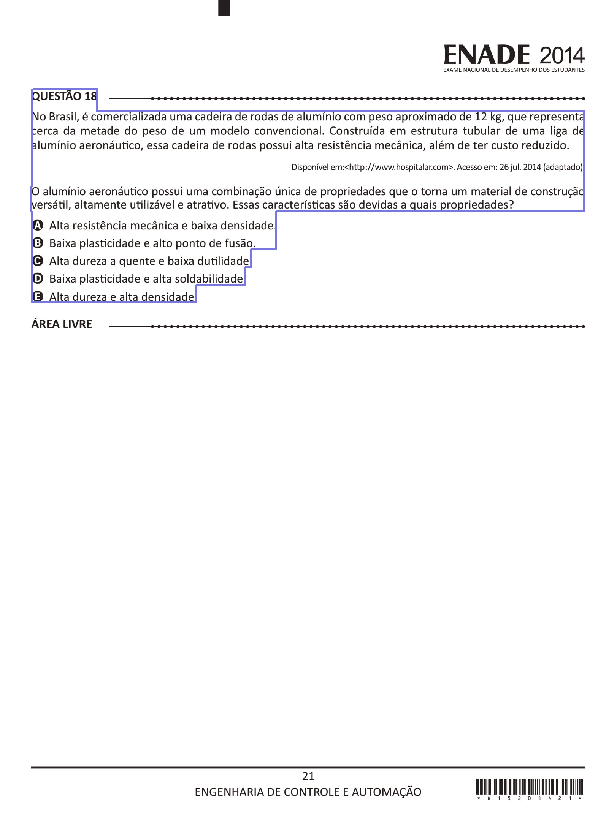 ENADE 2014
EXAME NACIONAL DE DESEMPENHO DOS ESTUDANTES
QUESTÃO 18
No Brasil, é comercializada uma cadeira de rodas de alumínio com peso aproximado de 12 kg, que representa
cerca da metade do peso de um modelo convencional. Construída em estrutura tubular de uma liga de
alumínio aeronáutico, essa cadeira de rodas possui alta resistência mecânica, além de ter custo reduzido.
Disponível em:<http://www.hospitalar.com>. Acesso em: 26 jul. 2014 (adaptado)
O alumínio aeronáutico possui uma combinação única de propriedades que o torna um material de construção
versátil, altamente utilizável e atrativo. Essas características são devidas a quais propriedades?
A Alta resistência mecânica e baixa densidade.
B Baixa plasticidade e alto ponto de fusão.
C Alta dureza a quente e baixa dutilidade
D Baixa plasticidade e alta soldabilidade
E Alta dureza e alta densidade
ÁREA LIVRE
21
ENGENHARIA DE CONTROLE E AUTOMAÇÃO